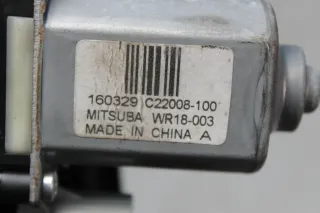 160329 C22008-100
MITSUBA WR18-003
MADE IN CHINA A